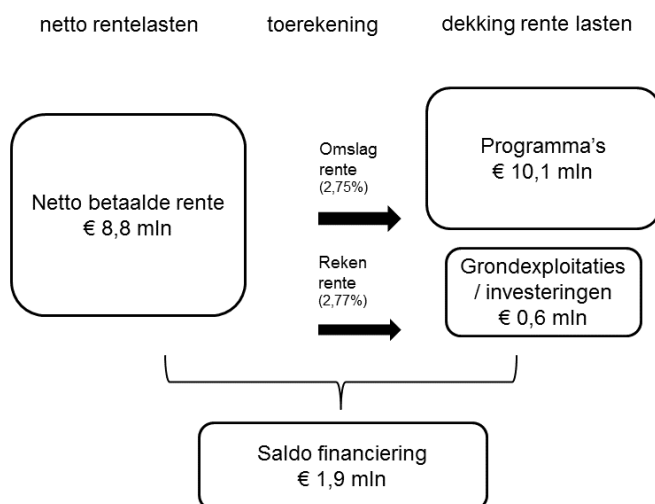 netto rentelasten
toerekening
dekking rente lasten
Netto betaalde rente
€ 8,8 mln
Omslag
rente
(2,75%)
Programma's
€ 10,1 mln
Reken
rente
(2,77%)
Grondexploitaties
/ investeringen
€ 0,6 mln
Saldo financiering
€ 1,9 mln